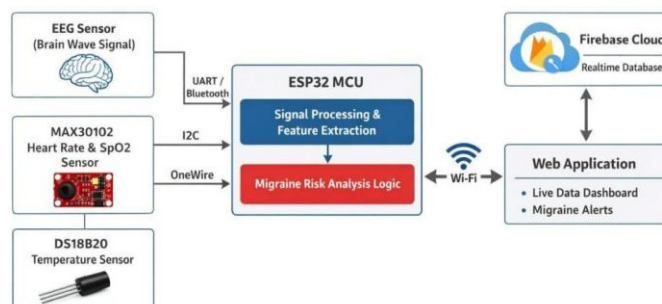 EEG Sensor
(Brain Wave Signal)
UART /
Bluetooth
MAX30102
Heart Rate & SpO2
Sensor
I2C
OneWire
DS18B20
Temperature Sensor
ESP32 MCU
Signal Processing &
Feature Extraction
Migraine Risk Analysis Logic
Wi-Fi
Firebase Cloud
Realtime Database
Web Application
• Live Data Dashboard
• Migraine Alerts